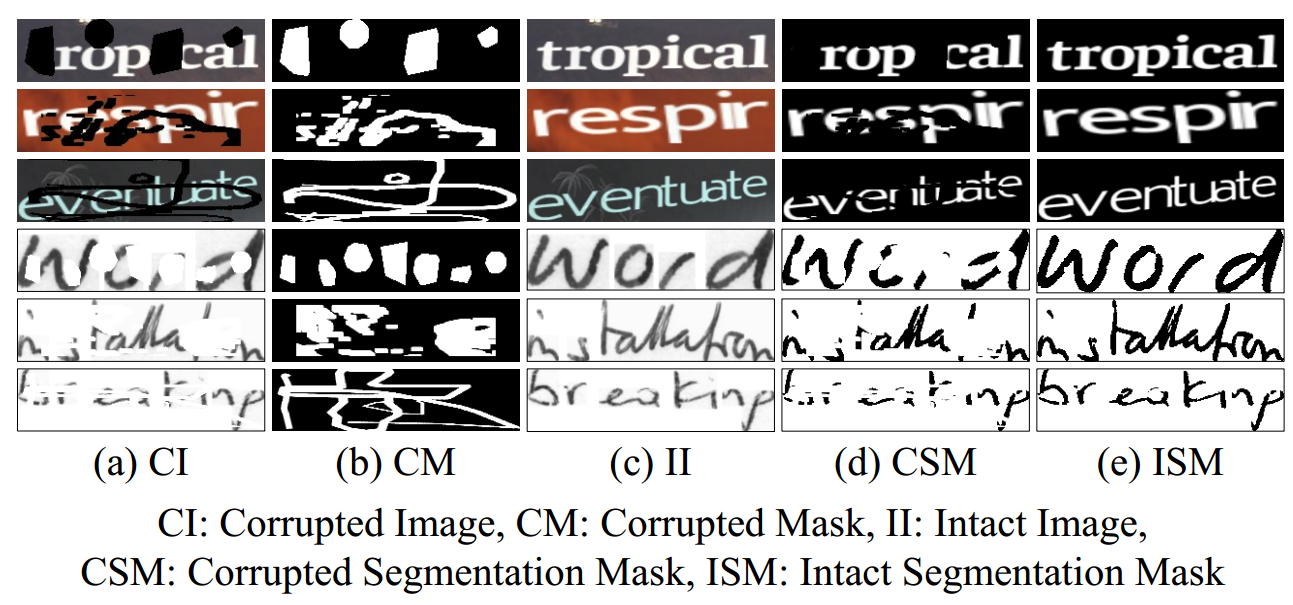 tropical tropical rop cal tropical
respir respir respir respir
eventuate eventuate eventuate eventuate
Word Word Word Word
installation installation installation installation
breaking breaking breaking breaking
(a) CI (b) CM (c) II (d) CSM (e) ISM
CI: Corrupted Image, CM: Corrupted Mask, II: Intact Image,
CSM: Corrupted Segmentation Mask, ISM: Intact Segmentation Mask